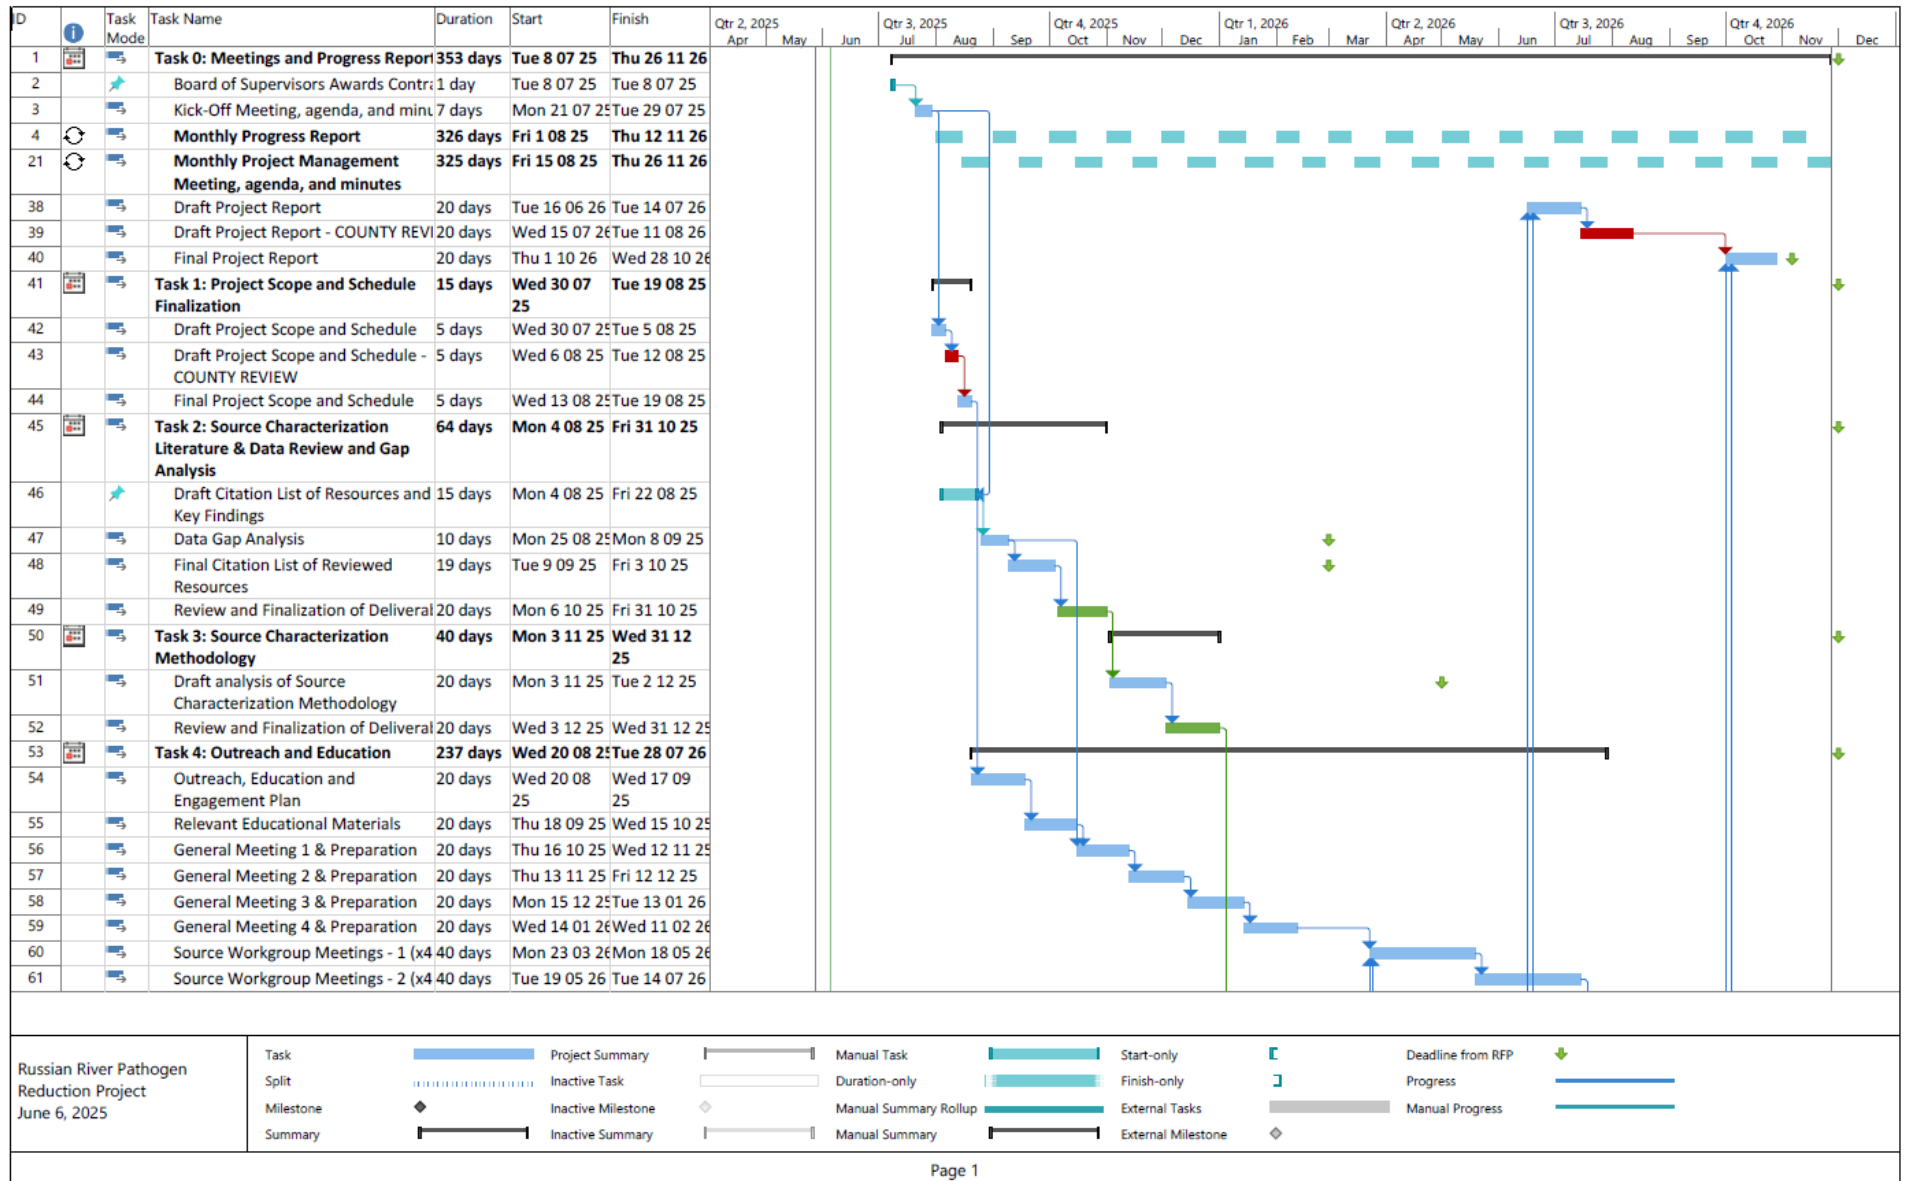 ID Task Mode Task Name Duration Start Finish
Qtr 2, 2025 Qtr 3, 2025 Qtr 4, 2025 Qtr 1, 2026 Qtr 2, 2026 Qtr 3, 2026 Qtr 4, 2026
Apr May Jun Jul Aug Sep Oct Nov Dec Jan Feb Mar Apr May Jun Jul Aug Sep Oct Nov Dec
1 Task 0: Meetings and Progress Report 353 days Tue 8 07 25 Thu 26 11 26
2 Board of Supervisors Awards Contra 1 day Tue 8 07 25 Tue 8 07 25
3 Kick-Off Meeting, agenda, and minu 7 days Mon 21 07 25 Tue 29 07 25
4 Monthly Progress Report 326 days Fri 1 08 25 Thu 12 11 26
21 Monthly Project Management 325 days Fri 15 08 25 Thu 26 11 26
Meeting, agenda, and minutes
38 Draft Project Report 20 days Tue 16 06 26 Tue 14 07 26
39 Draft Project Report - COUNTY REVI 20 days Wed 15 07 26 Tue 11 08 26
40 Final Project Report 20 days Thu 1 10 26 Wed 28 10 26
41 Task 1: Project Scope and Schedule 15 days Wed 30 07 Tue 19 08 25
Finalization 25
42 Draft Project Scope and Schedule 5 days Wed 30 07 25 Tue 5 08 25
43 Draft Project Scope and Schedule - 5 days Wed 6 08 25 Tue 12 08 25
COUNTY REVIEW
44 Final Project Scope and Schedule 5 days Wed 13 08 25 Tue 19 08 25
45 Task 2: Source Characterization 64 days Mon 4 08 25 Fri 31 10 25
Literature & Data Review and Gap
Analysis
46 Draft Citation List of Resources and 15 days Mon 4 08 25 Fri 22 08 25
Key Findings
47 Data Gap Analysis 10 days Mon 25 08 25 Mon 8 09 25
48 Final Citation List of Reviewed 19 days Tue 9 09 25 Fri 3 10 25
Resources
49 Review and Finalization of Deliveral 20 days Mon 6 10 25 Fri 31 10 25
50 Task 3: Source Characterization 40 days Mon 3 11 25 Wed 31 12
Methodology 25
51 Draft analysis of Source 20 days Mon 3 11 25 Tue 2 12 25
Characterization Methodology
52 Review and Finalization of Deliveral 20 days Wed 3 12 25 Wed 31 12 25
53 Task 4: Outreach and Education 237 days Wed 20 08 25 Tue 28 07 26
54 Outreach, Education and 20 days Wed 20 08 Wed 17 09
Engagement Plan 25 25
55 Relevant Educational Materials 20 days Thu 18 09 25 Wed 15 10 25
56 General Meeting 1 & Preparation 20 days Thu 16 10 25 Wed 12 11 25
57 General Meeting 2 & Preparation 20 days Thu 13 11 25 Fri 12 12 25
58 General Meeting 3 & Preparation 20 days Mon 15 12 25 Tue 13 01 26
59 General Meeting 4 & Preparation 20 days Wed 14 01 26 Wed 11 02 26
60 Source Workgroup Meetings - 1 (x4 40 days Mon 23 03 26 Mon 18 05 26
61 Source Workgroup Meetings - 2 (x4 40 days Tue 19 05 26 Tue 14 07 26
Russian River Pathogen
Reduction Project
June 6, 2025
Task Project Summary Manual Task Start-only Deadline from RFP
Split Inactive Task Duration-only Finish-only Progress
Milestone Inactive Milestone Manual Summary Rollup External Tasks Manual Progress
Summary Inactive Summary Manual Summary External Milestone
Page 1